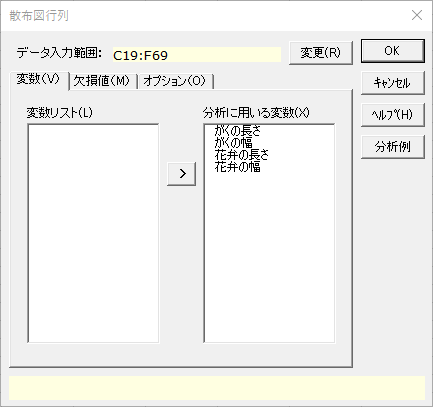 散布図行列
データ入力範囲: C19:F69 変更(R) OK
変数(V) 欠損値(M) オプション(O) キャンセル
変数リスト(L) 分析に用いる変数(X) ヘルプ(H)
がくの長さ
がくの幅
花弁の長さ 分析例
花弁の幅
>